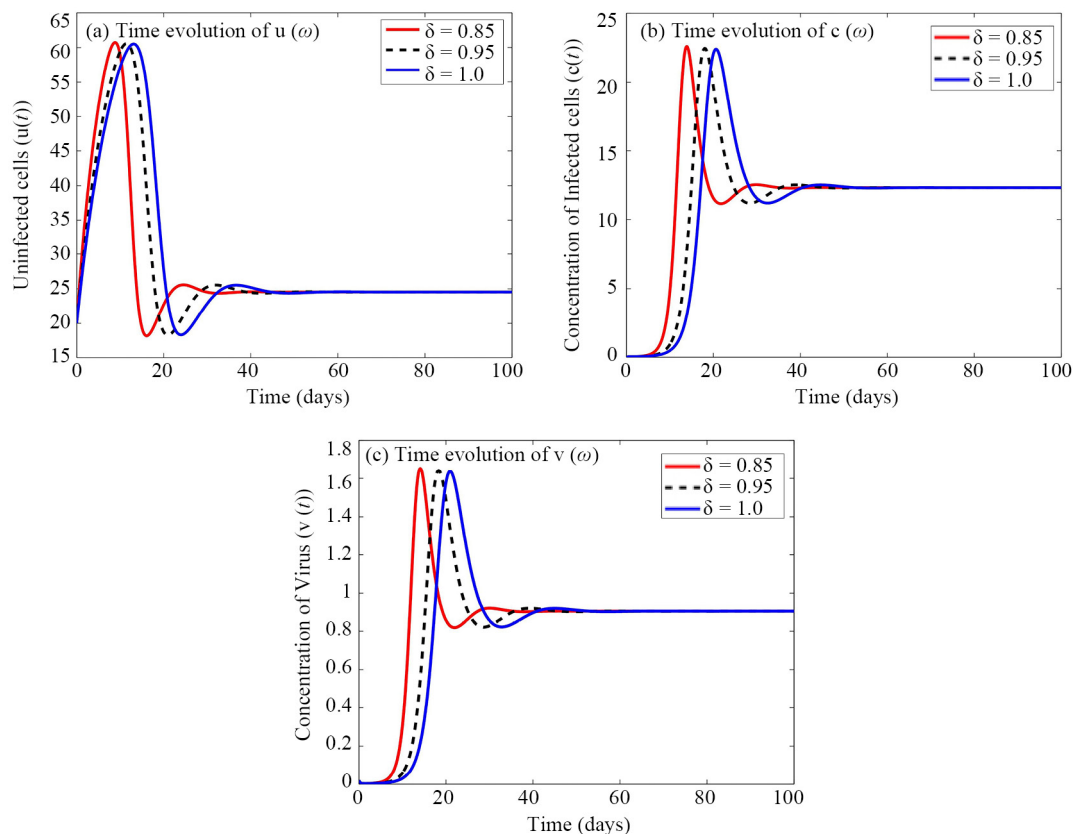 (a) Time evolution of u (ω)
δ = 0.85
δ = 0.95
δ = 1.0
Uninfected cells (u(t))
65
60
55
50
45
40
35
30
25
20
15
0
20
40
60
80
100
Time (days)
(b) Time evolution of c (ω)
δ = 0.85
δ = 0.95
δ = 1.0
Concentration of Infected cells (c(t))
25
20
15
10
5
0
0
20
40
60
80
100
Time (days)
(c) Time evolution of v (ω)
δ = 0.85
δ = 0.95
δ = 1.0
Concentration of Virus (v (t))
1.8
1.6
1.4
1.2
1
0.8
0.6
0.4
0.2
0
0
20
40
60
80
100
Time (days)